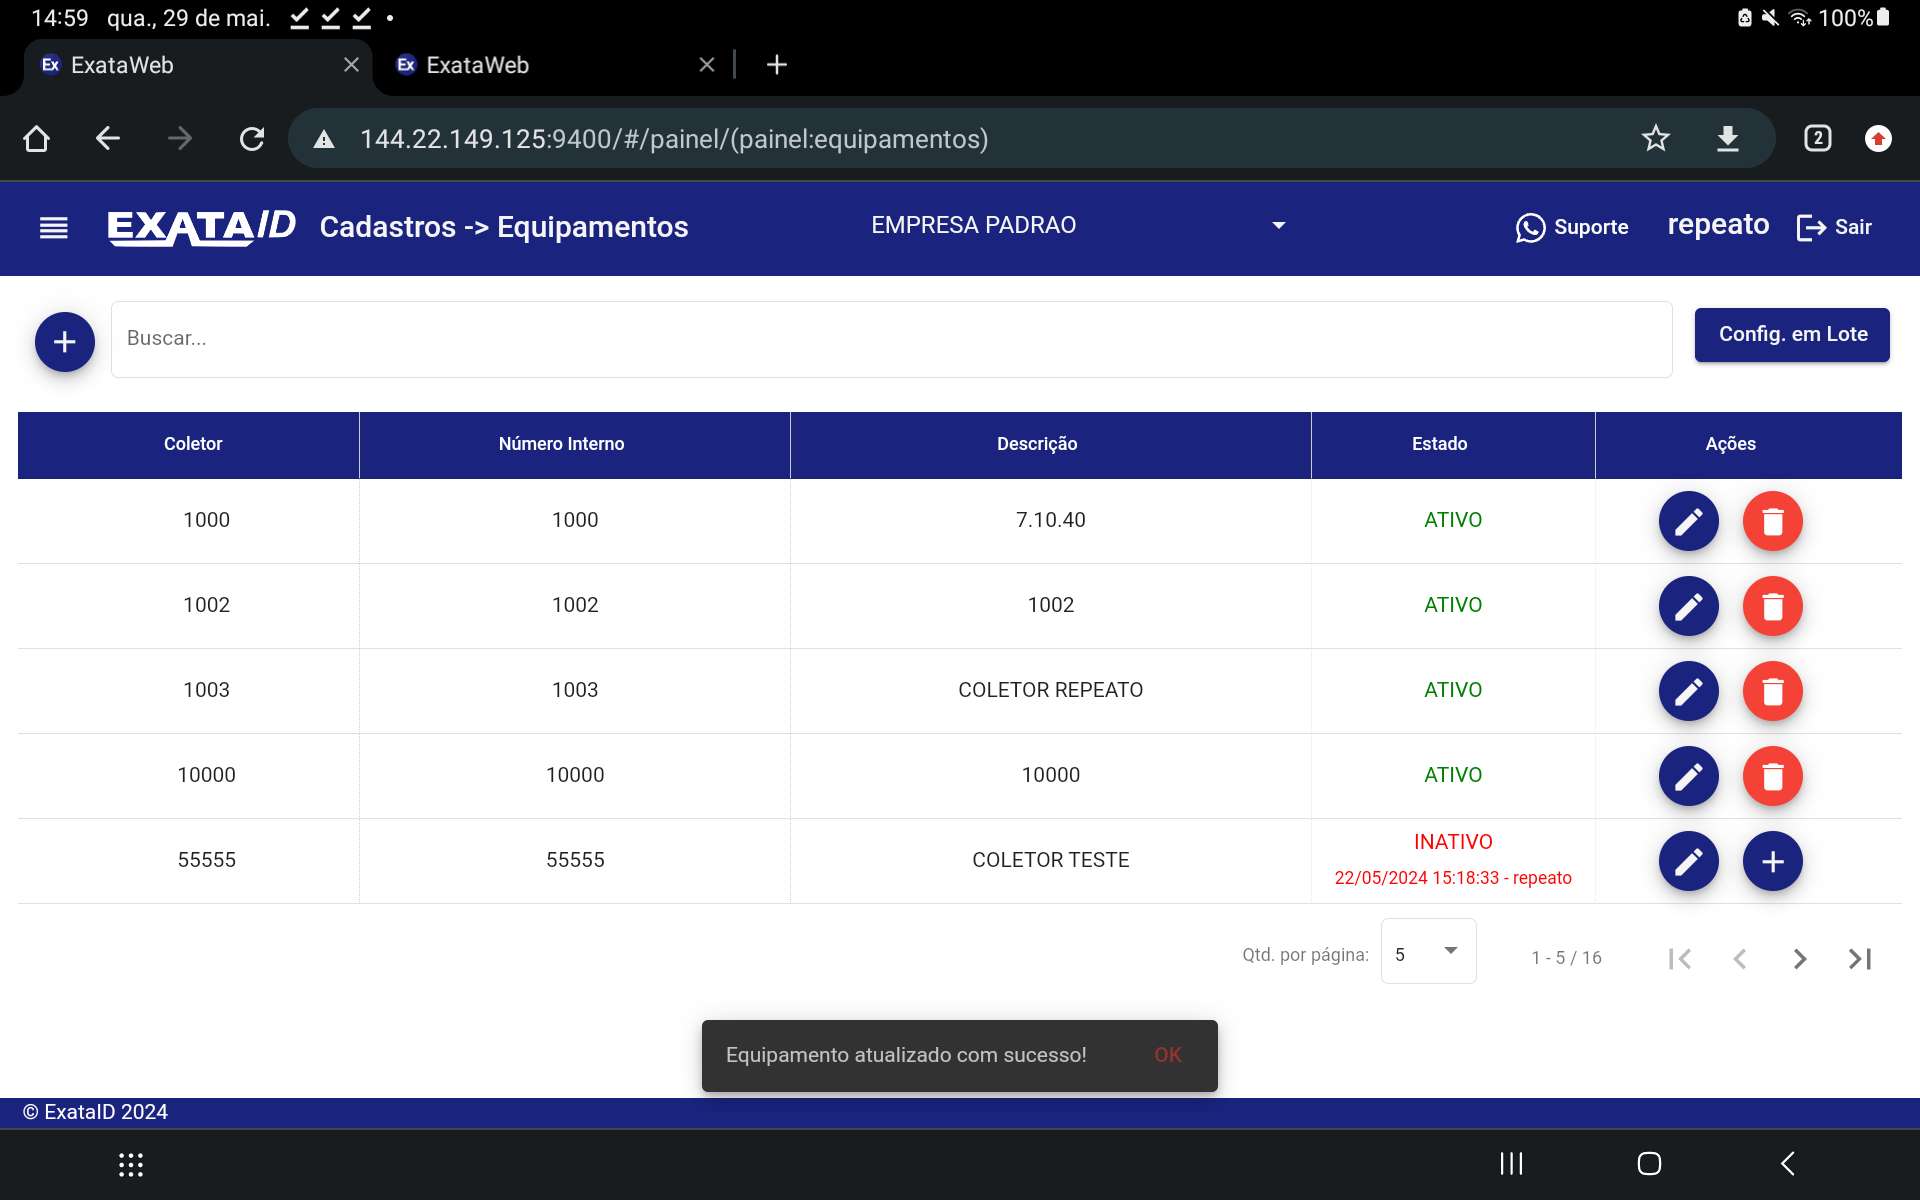 14:59 qua., 29 de mai. 100%
Ex ExataWeb Ex ExataWeb
144.22.149.125:9400/#/painel/(painel:equipamentos) 2
EXATAID Cadastros -> Equipamentos EMPRESA PADRAO Suporte repeato Sair
Buscar... Config. em Lote
Coletor Número Interno Descrição Estado Ações
1000 1000 7.10.40 ATIVO
1002 1002 1002 ATIVO
1003 1003 COLETOR REPEATO ATIVO
10000 10000 10000 ATIVO
55555 55555 COLETOR TESTE INATIVO
22/05/2024 15:18:33 - repeato
Qtd. por página: 5 1 - 5 / 16
Equipamento atualizado com sucesso! OK
© ExataID 2024